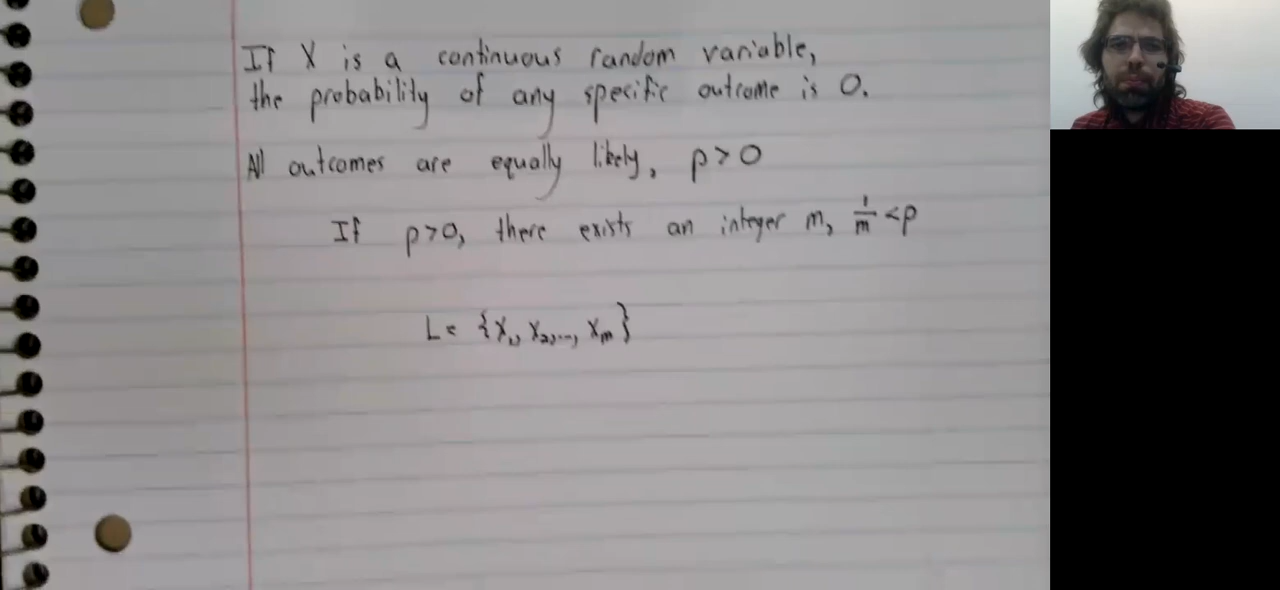 If X is a continuous random variable,
the probability of any specific outcome is 0.
All outcomes are equally likely, p > 0
If p>0, there exists an integer m, 1/m < p
L = {x₁, x₂,..., xₘ}